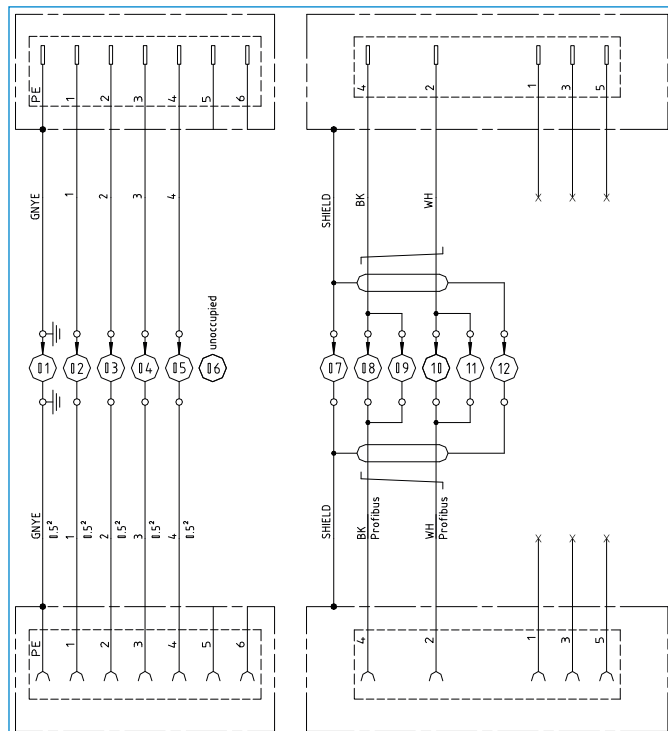 PE 1 2 3 4 5 6
4 2 1 3 5
GNYE 1 2 3 4
SHIELD BK WH
unoccupied
01 02 03 04 05 06
07 08 09 10 11 12
GNYE 1 2 3 4
0.5² 0.5² 0.5² 0.5² 0.5²
SHIELD BK WH
Profibus Profibus
PE 1 2 3 4 5 6
4 2 1 3 5